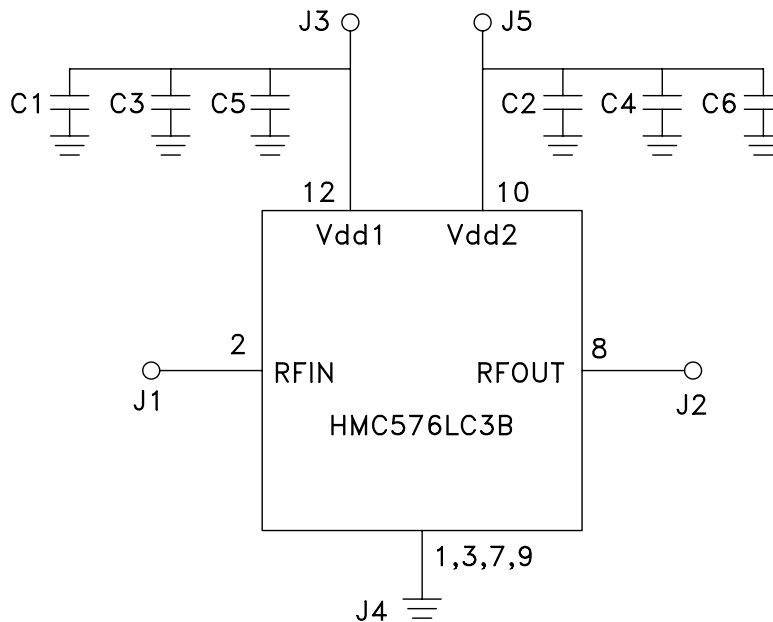 J3
J5
C1
C3
C5
C2
C4
C6
12
10
Vdd1
Vdd2
2
RFIN
RFOUT
8
J1
J2
HMC576LC3B
1,3,7,9
J4